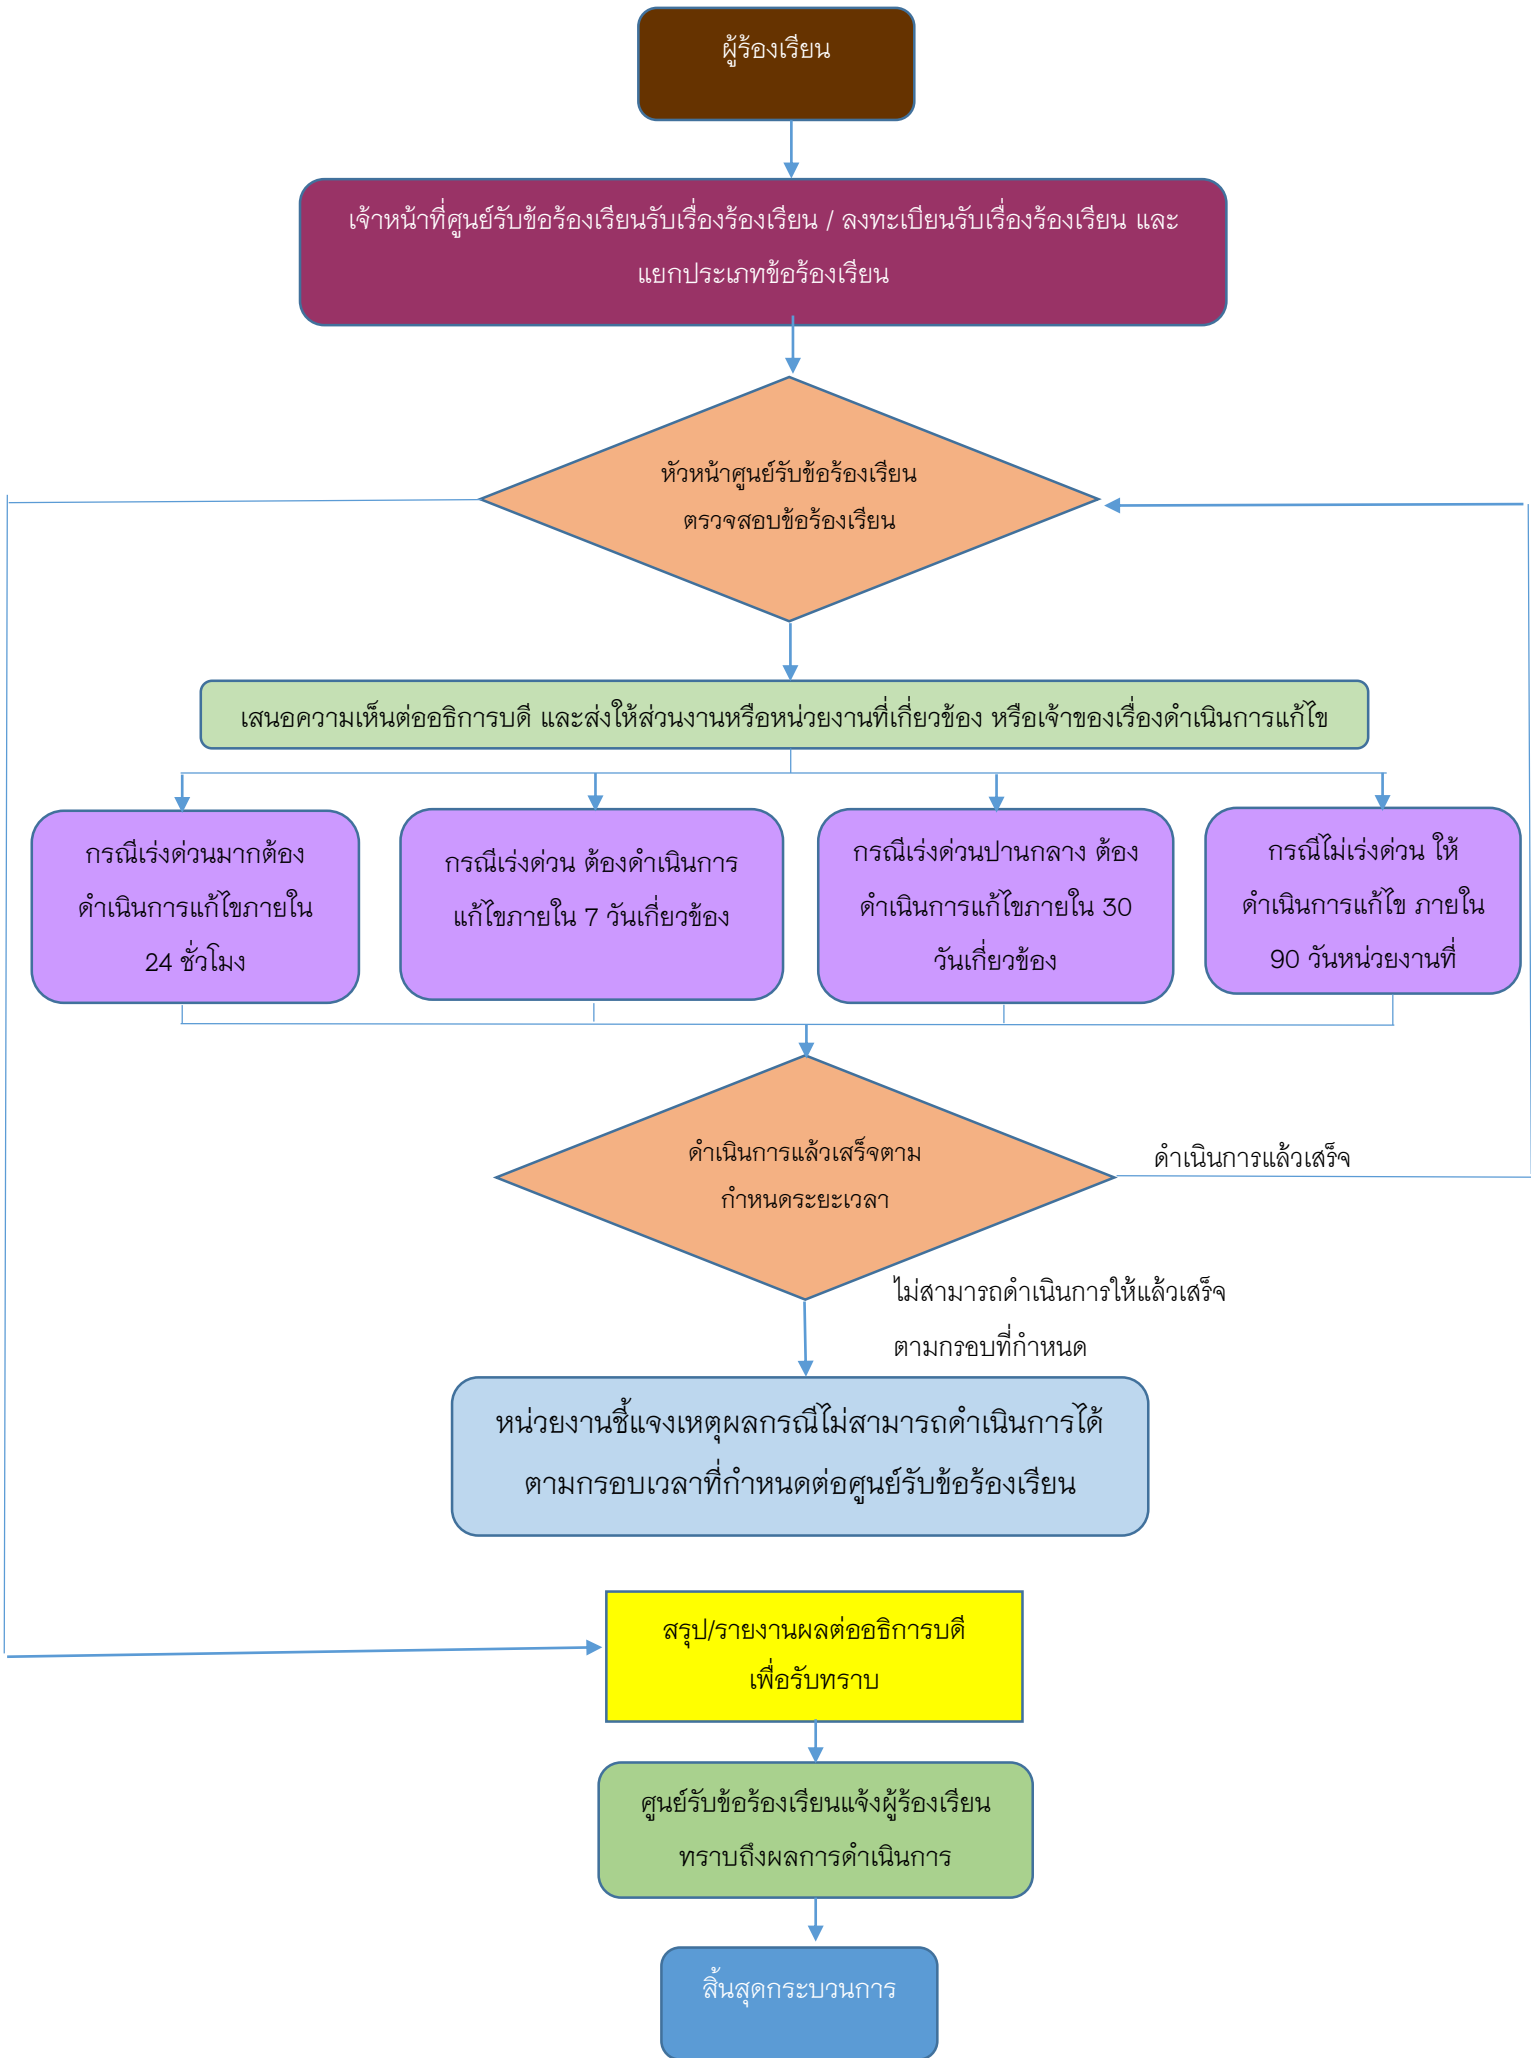 ผู้ร้องเรียน
เจ้าหน้าที่ศูนย์รับข้อร้องเรียนรับเรื่องร้องเรียน / ลงทะเบียนรับเรื่องร้องเรียน และ
แยกประเภทข้อร้องเรียน
หัวหน้าศูนย์รับข้อร้องเรียน
ตรวจสอบข้อร้องเรียน
เสนอความเห็นต่ออธิการบดี และส่งให้ส่วนงานหรือหน่วยงานที่เกี่ยวข้อง หรือเจ้าของเรื่องดำเนินการแก้ไข
กรณีเร่งด่วนมากต้อง
ดำเนินการแก้ไขภายใน
24 ชั่วโมง
กรณีเร่งด่วน ต้องดำเนินการ
แก้ไขภายใน 7 วันเกี่ยวข้อง
กรณีเร่งด่วนปานกลาง ต้อง
ดำเนินการแก้ไขภายใน 30
วันเกี่ยวข้อง
กรณีไม่เร่งด่วน ให้
ดำเนินการแก้ไข ภายใน
90 วันหน่วยงานที่
ดำเนินการแล้วเสร็จตาม
กำหนดระยะเวลา
ดำเนินการแล้วเสร็จ
ไม่สามารถดำเนินการให้แล้วเสร็จ
ตามกรอบที่กำหนด
หน่วยงานชี้แจงเหตุผลกรณีไม่สามารถดำเนินการได้
ตามกรอบเวลาที่กำหนดต่อศูนย์รับข้อร้องเรียน
สรุป/รายงานผลต่ออธิการบดี
เพื่อรับทราบ
ศูนย์รับข้อร้องเรียนแจ้งผู้ร้องเรียน
ทราบถึงผลการดำเนินการ
สิ้นสุดกระบวนการ